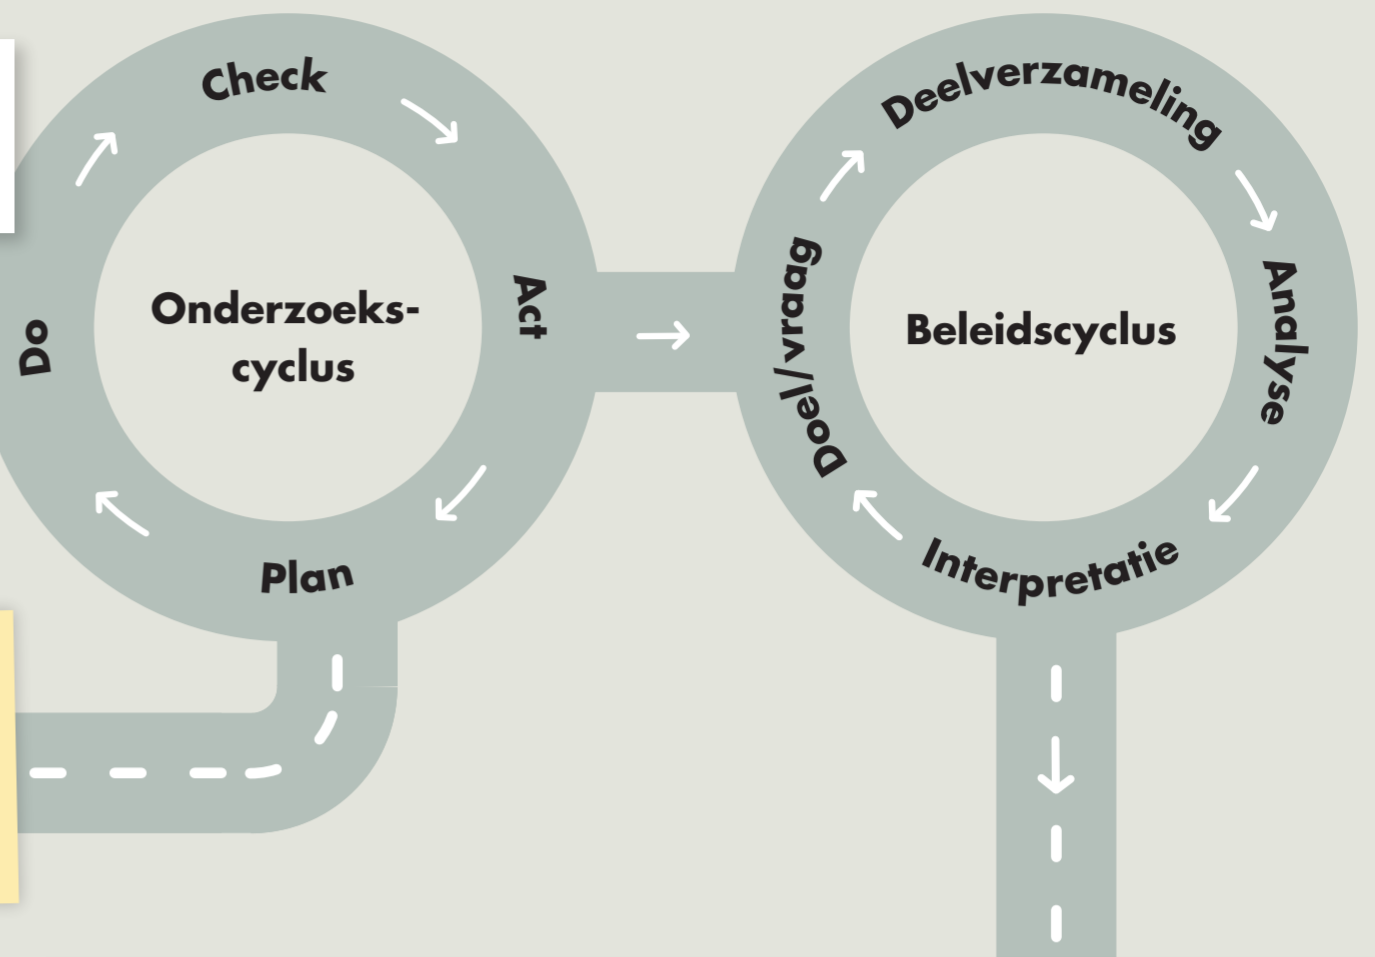 Check
Act
Plan
Do
Onderzoeks-
cyclus
Deelverzameling
Analyse
Interpretatie
Doel/vraag
Beleidscyclus